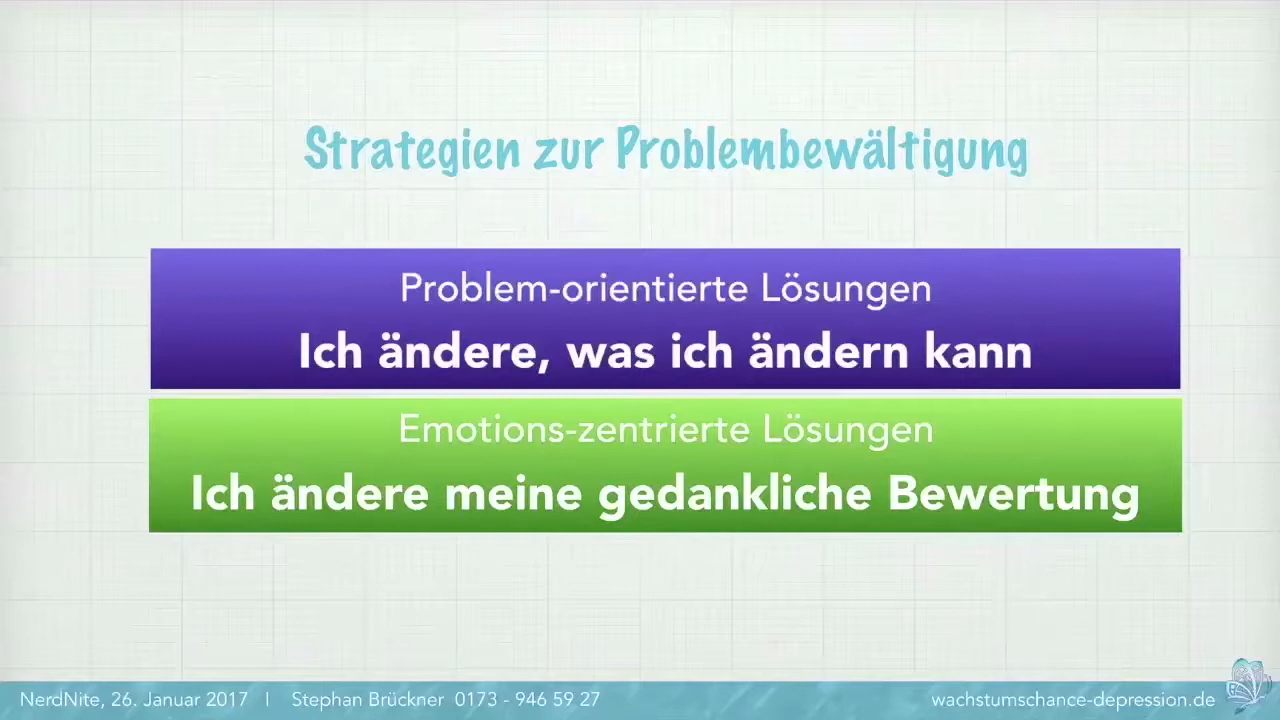 Strategien zur Problembewältigung
Problem-orientierte Lösungen
Ich ändere, was ich ändern kann
Emotions-zentrierte Lösungen
Ich ändere meine gedankliche Bewertung
NerdNite, 26. Januar 2017 | Stephan Brückner 0173 - 946 59 27 wachstumschance-depression.de